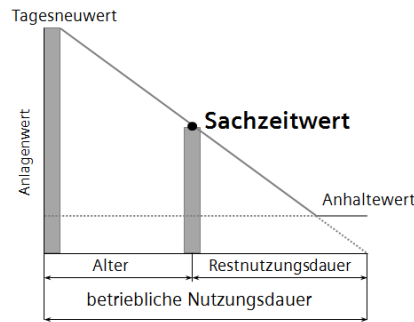 Tagesneuwert
Anlagenwert
Sachzeitwert
Anhaltewert
Alter
Restnutzungsdauer
betriebliche Nutzungsdauer